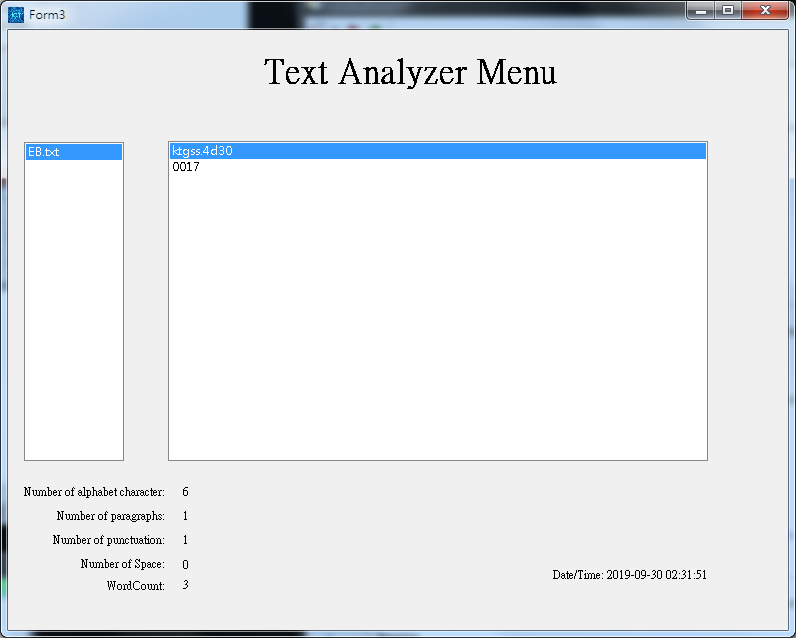 Form3
Text Analyzer Menu
EB.txt
ktgss.4d30
0017
Number of alphabet character: 6
Number of paragraphs: 1
Number of punctuation: 1
Number of Space: 0
WordCount: 3
Date/Time: 2019-09-30 02:31:51